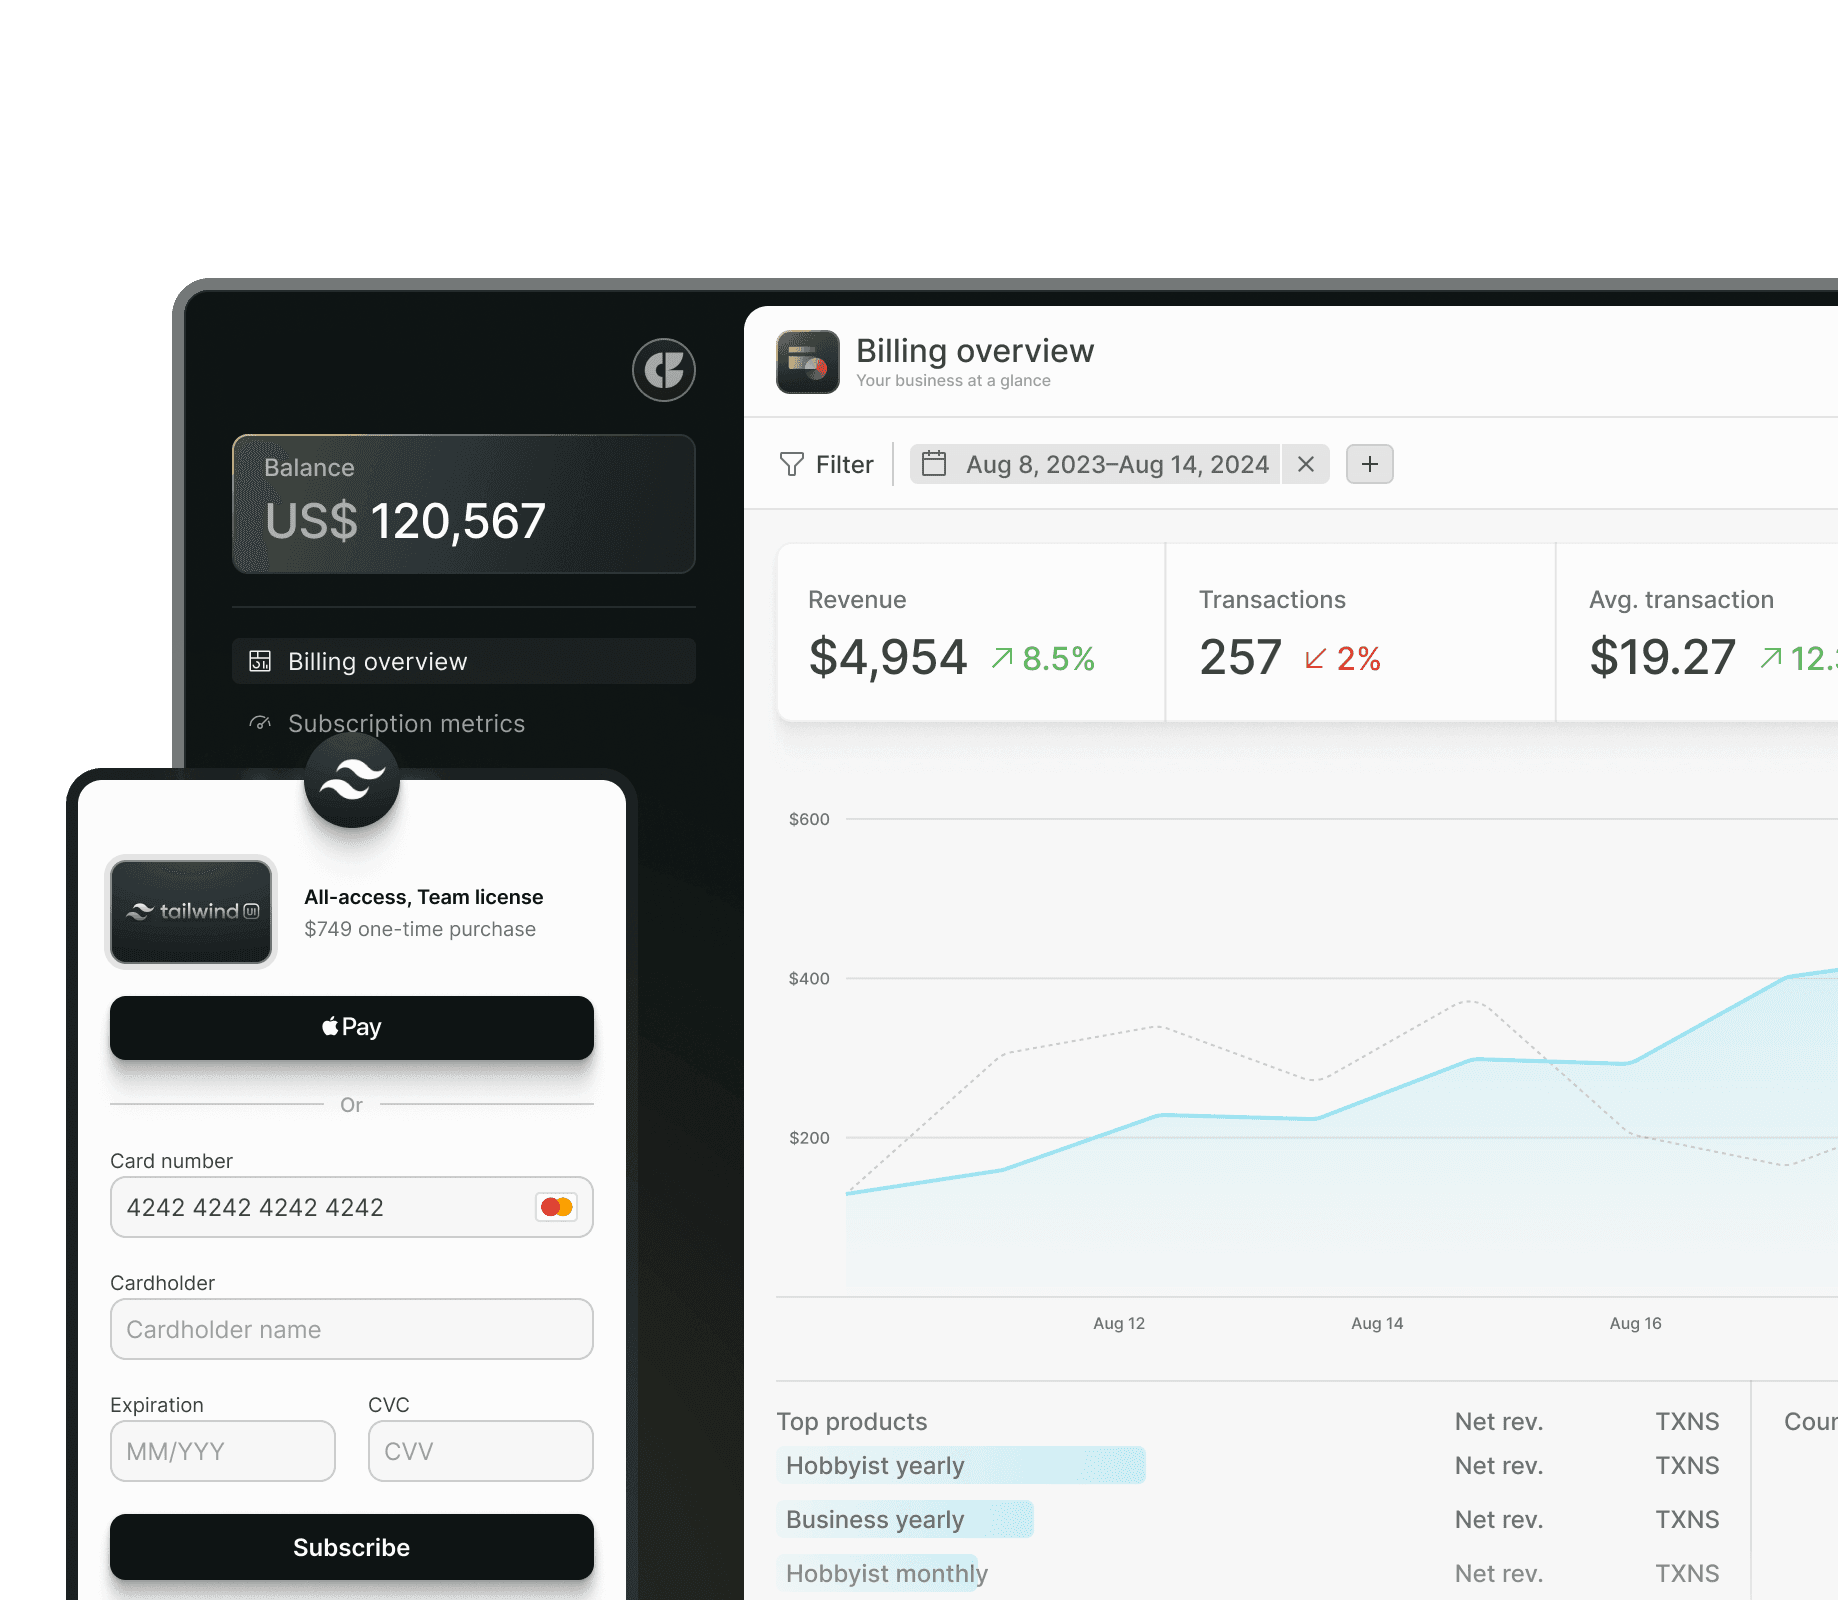 Billing overview
Your business at a glance
Balance
US$ 120,567
Filter
Aug 8, 2023–Aug 14, 2024
Billing overview
Subscription metrics
Revenue
$4,954 8.5%
Transactions
257 2%
Avg. transaction
$19.27 12.
$600
$400
$200
Aug 12
Aug 14
Aug 16
Top products Net rev. TXNS
Hobbyist yearly Net rev. TXNS
Business yearly Net rev. TXNS
Hobbyist monthly Net rev. TXNS
Coun
tailwind UI
All-access, Team license
$749 one-time purchase
Pay
Or
Card number
4242 4242 4242 4242
Cardholder
Cardholder name
Expiration
MM/YYY
CVC
CVV
Subscribe